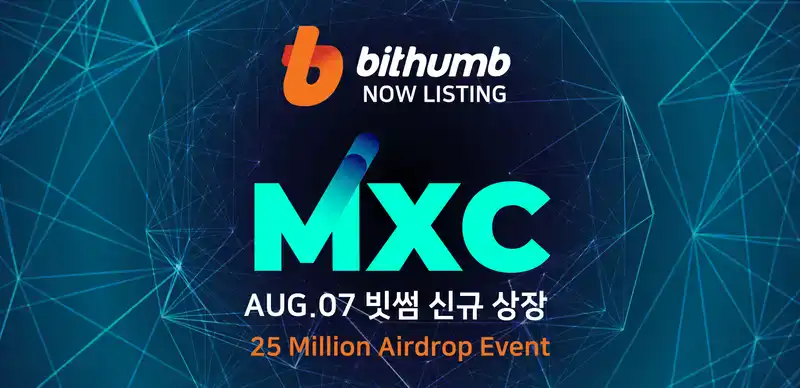 bithumb
NOW LISTING
MXC
AUG.07 빗썸 신규 상장
25 Million Airdrop Event